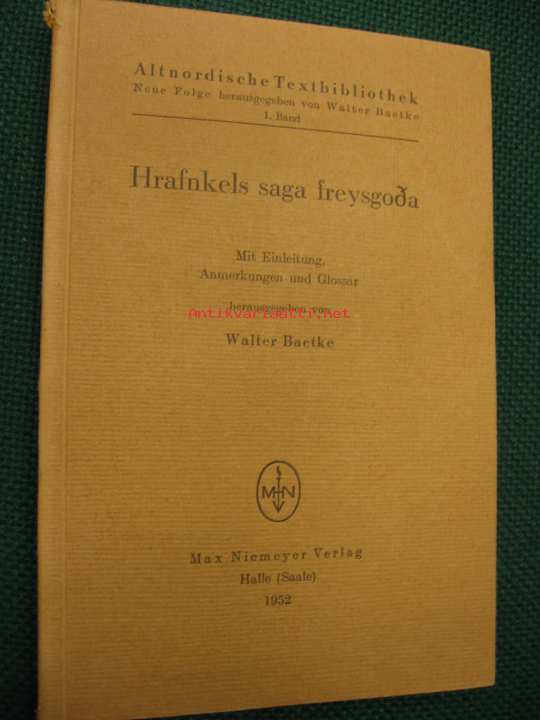 Altnordische Textbibliothek
Neue Folge herausgegeben von Walter Baetke
1. Band
Hrafnkels saga freysgoða
Mit Einleitung,
Anmerkungen und Glossar
herausgegeben von
antikvariaatti.net
Walter Baetke
MN
Max Niemeyer Verlag
Halle (Saale)
1952